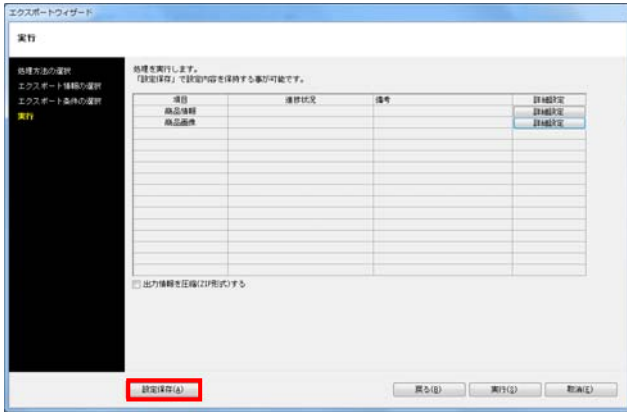 エクスポートウィザード
実行
処理方法の選択
エクスポート情報の選択
エクスポート条件の選択
実行
処理を実行します。
「設定保存」で設定内容を保持する事が可能です。
項目 進捗状況 備考 詳細設定
商品情報 詳細設定
商品画像 詳細設定
出力情報を圧縮(ZIP形式)する
設定保存(A) 戻る(B) 実行(S) 取消(E)